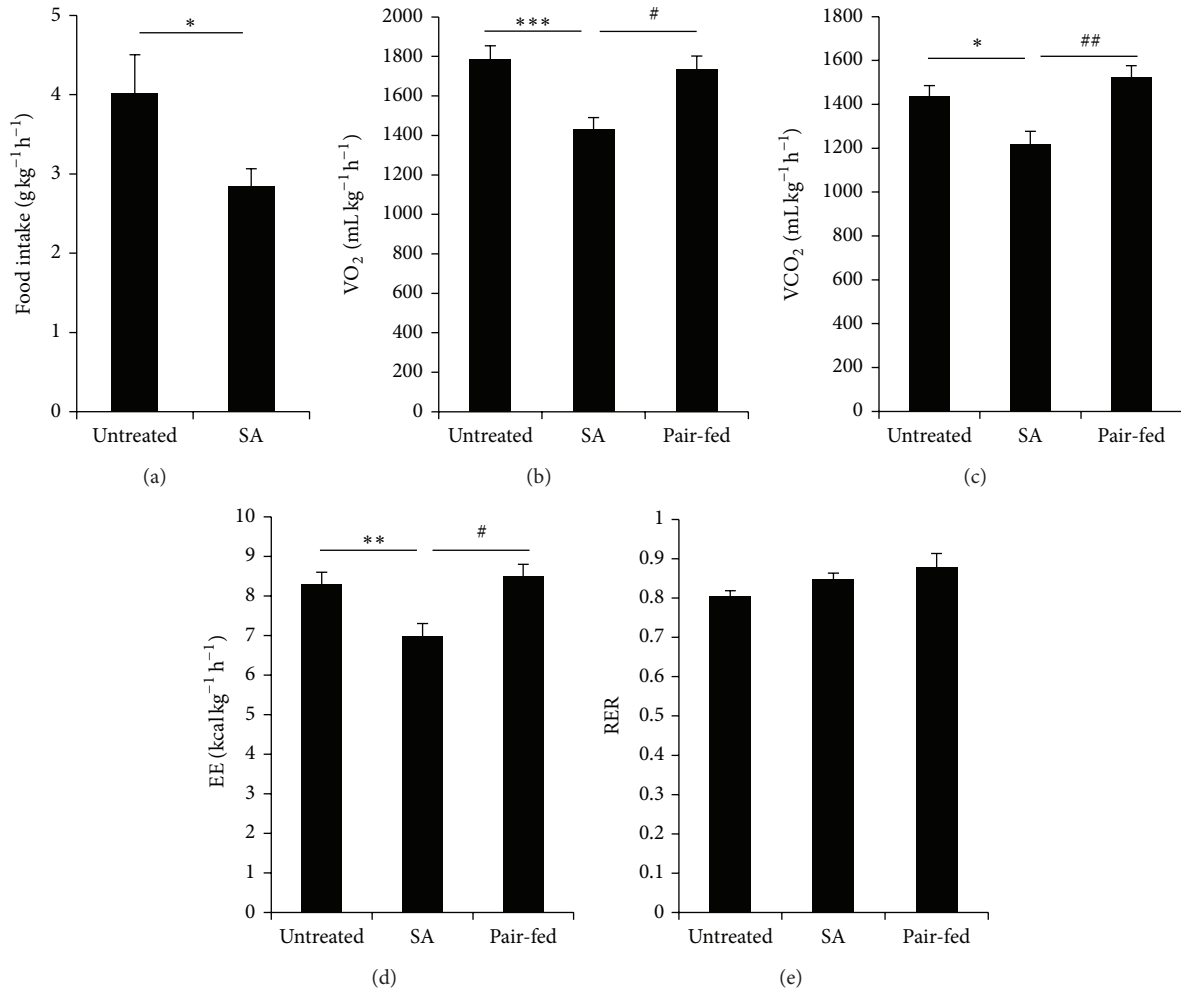 5
4
3
2
1
0
Food intake (g kg⁻¹ h⁻¹)
*
Untreated
SA
(a)
2000
1800
1600
1400
1200
1000
800
600
400
200
0
VO₂ (mL kg⁻¹ h⁻¹)
***
#
Untreated
SA
Pair-fed
(b)
1800
1600
1400
1200
1000
800
600
400
200
0
VCO₂ (mL kg⁻¹ h⁻¹)
*
##
Untreated
SA
Pair-fed
(c)
10
9
8
7
6
5
4
3
2
1
0
EE (kcal kg⁻¹ h⁻¹)
**
#
Untreated
SA
Pair-fed
(d)
1
0.9
0.8
0.7
0.6
0.5
0.4
0.3
0.2
0.1
0
RER
Untreated
SA
Pair-fed
(e)